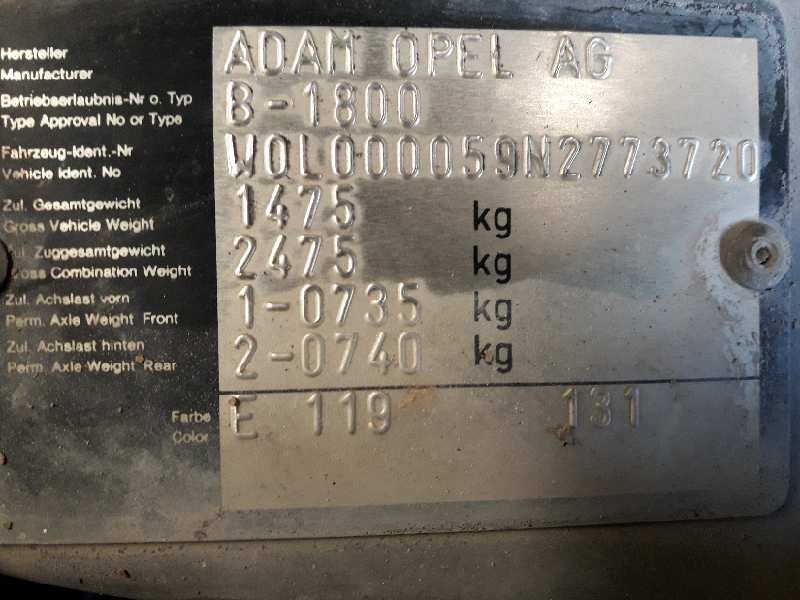 Hersteller
Manufacturer
ADAM OPEL AG
Betriebserlaubnis-Nr o. Typ
Type Approval No or Type
B-1800
Fahrzeug-Ident.-Nr
Vehicle Ident. No
W0L000059N2773720
Zul. Gesamtgewicht
Gross Vehicle Weight
1475 kg
Zul. Zuggesamtgewicht
Gross Combination Weight
2475 kg
Zul. Achslast vorn
Perm. Axle Weight Front
1-0735 kg
Zul. Achslast hinten
Perm. Axle Weight Rear
2-0740 kg
Farbe
Color
E 119 131